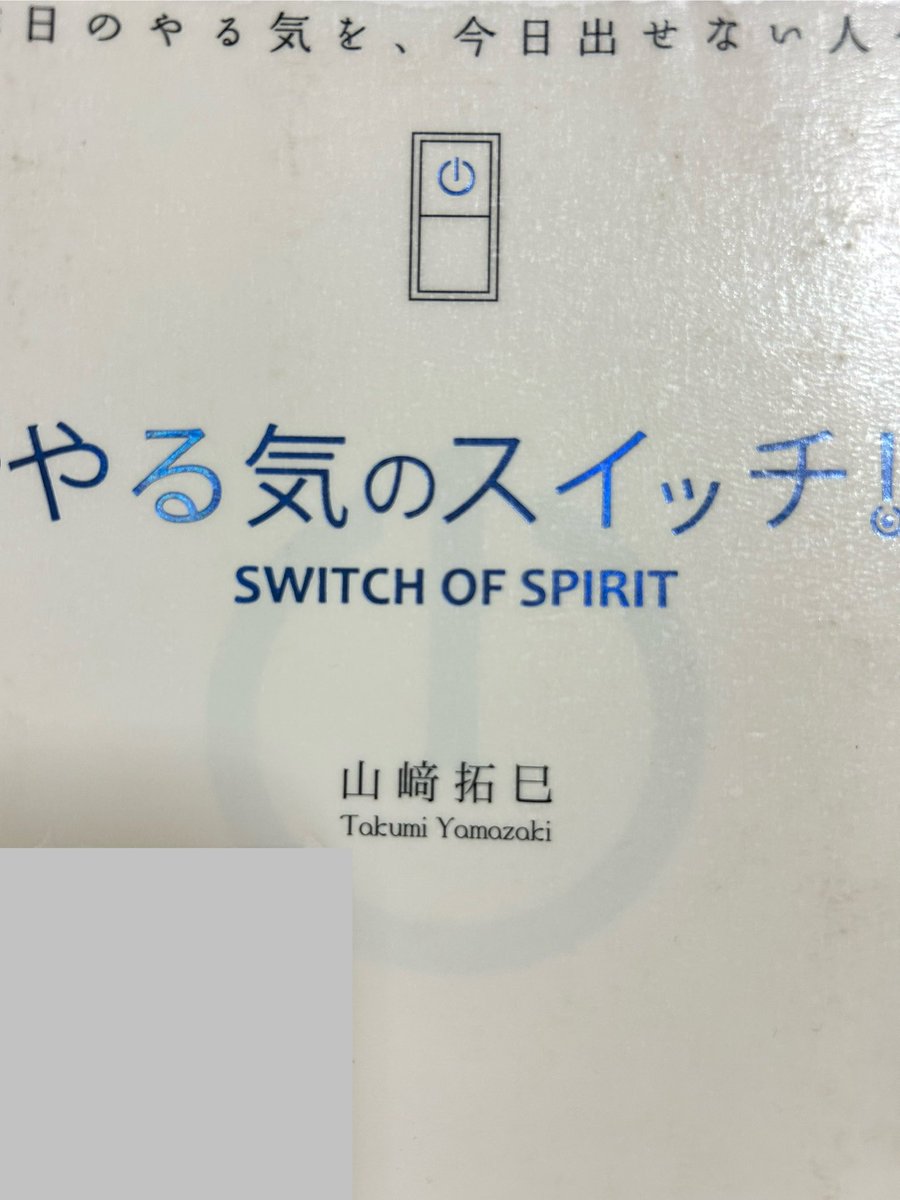 日のやる気を、今日出せない人
やる気のスイッチ!
SWITCH OF SPIRIT
山﨑拓巳
Takumi Yamazaki